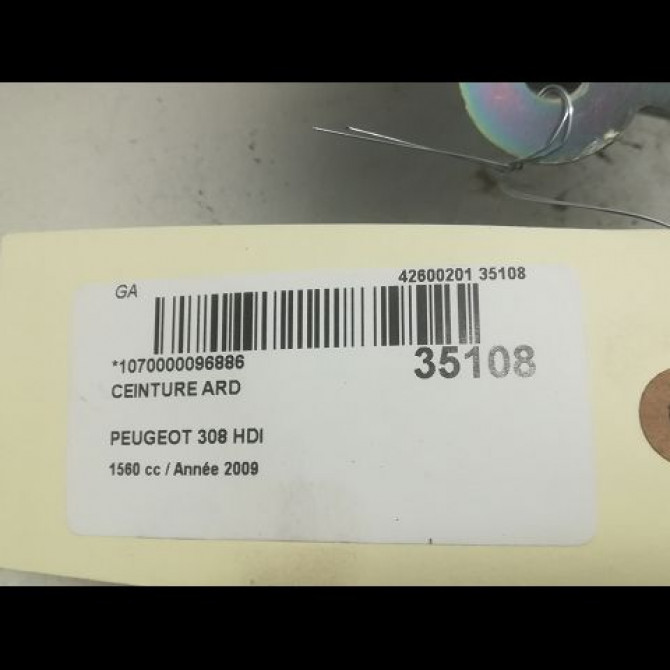 GA
42600201 35108
*1070000096886
35108
CEINTURE ARD
PEUGEOT 308 HDI
1560 cc / Année 2009